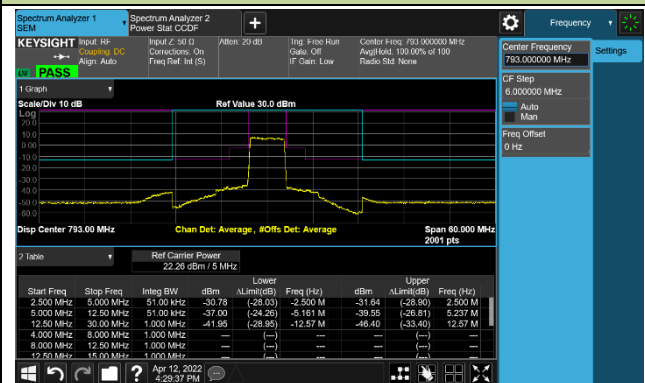 Spectrum Analyzer 1
SEM
Spectrum Analyzer 2
Power Stat CCDF
Frequency
KEYSIGHT Input: RF
Coupling: DC
Align: Auto
Input Z: 50 Ω
Corrections: On
Freq Ref: Int (S)
Atten: 20 dB
Trig: Free Run
Gate: Off
IF Gain: Low
Center Freq: 793.000000 MHz
Avg|Hold: 100.00% of 100
Radio Std: None
LXI PASS
Center Frequency
793.000000 MHz
Settings
CF Step
6.000000 MHz
Auto
Man
Freq Offset
0 Hz
1 Graph
Scale/Div 10 dB
Ref Value 30.0 dBm
Log
20.0
10.0
0.00
-10.0
-20.0
-30.0
-40.0
-50.0
-60.0
Disp Center 793.00 MHz
Chan Det: Average, #Offs Det: Average
Span 60.000 MHz
2001 pts
2 Table
Ref Carrier Power
22.26 dBm / 5 MHz
Lower Upper
Start Freq Stop Freq Integ BW dBm ΔLimit(dB) Freq (Hz) dBm ΔLimit(dB) Freq (Hz)
2.500 MHz 5.000 MHz 51.00 kHz -30.78 (-28.03) -2.500 M -31.64 (-28.90) 2.500 M
5.000 MHz 12.50 MHz 51.00 kHz -37.00 (-24.26) -5.161 M -39.55 (-26.81) 5.237 M
12.50 MHz 30.00 MHz 1.000 MHz -41.95 (-28.95) -12.57 M -46.40 (-33.40) 12.57 M
4.000 MHz 8.000 MHz 1.000 MHz --- (---) --- (---)
8.000 MHz 12.50 MHz 1.000 MHz --- (---) --- (---)
12.50 MHz 15.00 MHz 1.000 MHz --- (---) --- (---)
Apr 12, 2022
4:29:37 PM